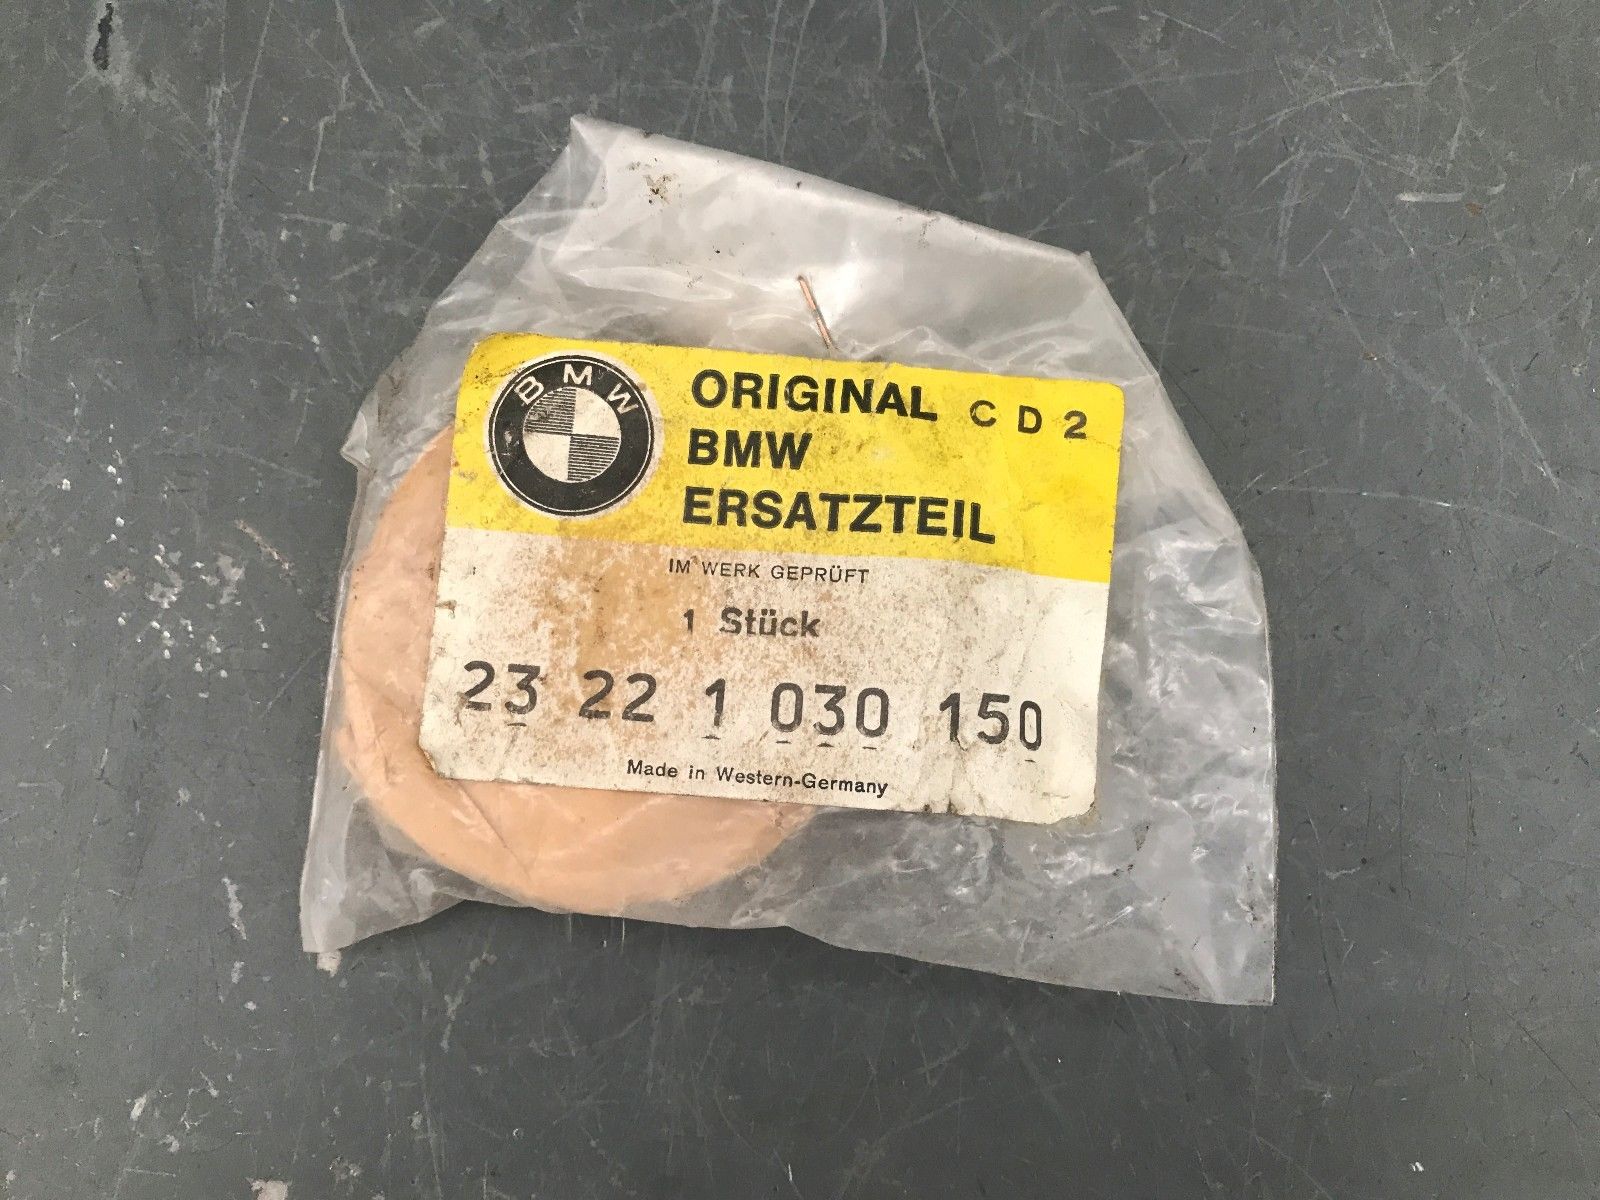 BMW
ORIGINAL CD2
BMW
ERSATZTEIL
IM WERK GEPRÜFT
1 Stück
23 22 1 030 150
Made in Western-Germany